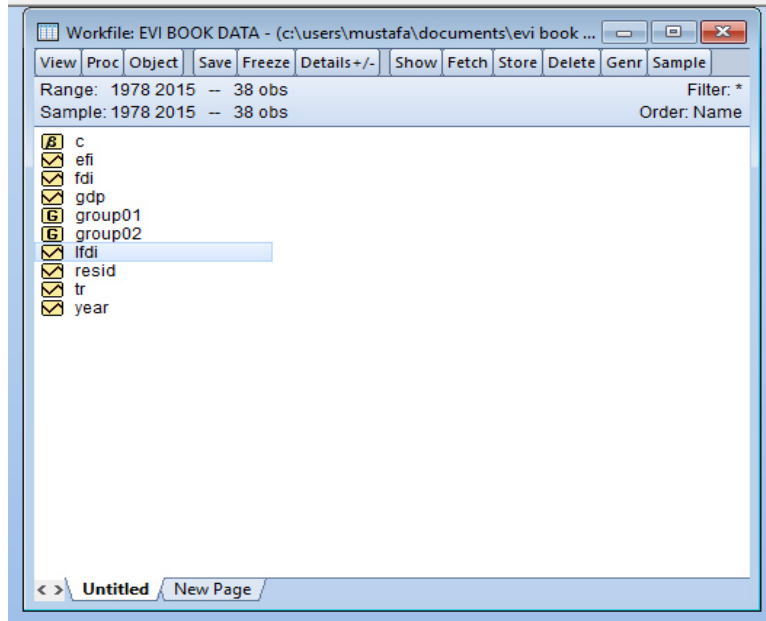 Workfile: EVI BOOK DATA - (c:\users\mustafa\documents\evi book ...
View Proc Object Save Freeze Details+/- Show Fetch Store Delete Genr Sample
Range: 1978 2015 -- 38 obs Filter: *
Sample: 1978 2015 -- 38 obs Order: Name
β c
efi
fdi
gdp
G group01
G group02
lfdi
resid
tr
year
< > Untitled New Page